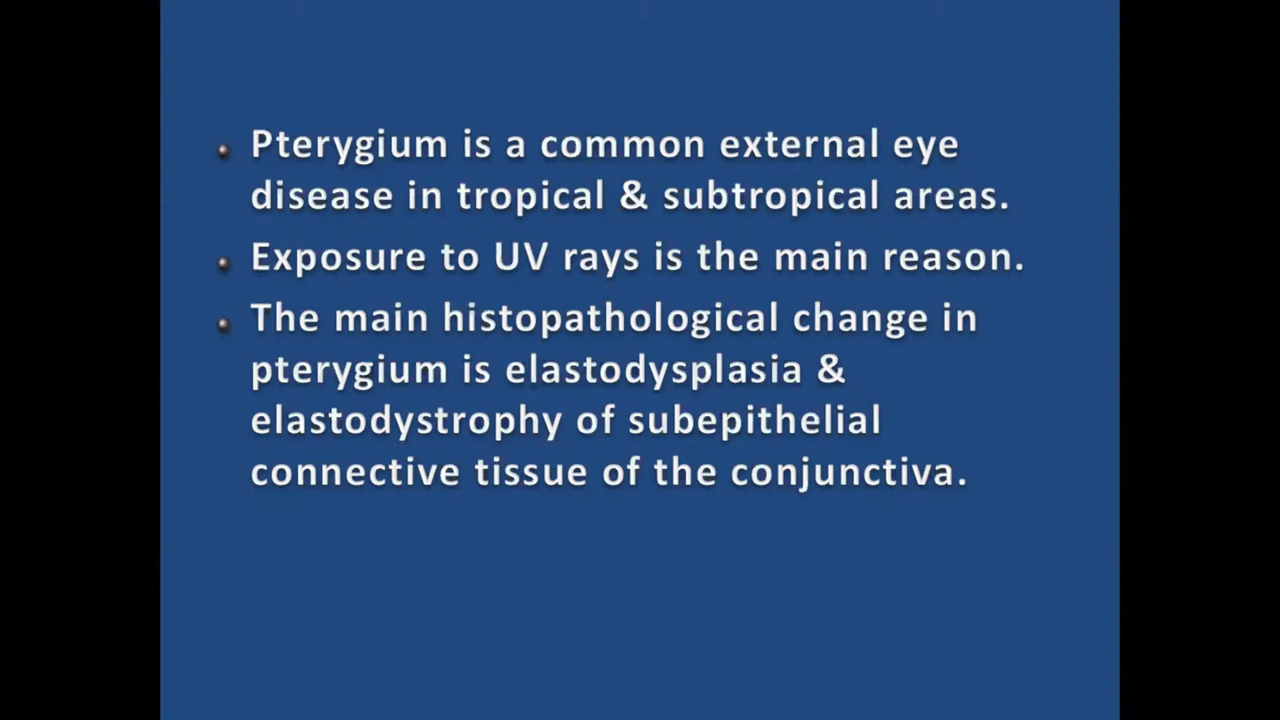 Pterygium is a common external eye
disease in tropical & subtropical areas.
Exposure to UV rays is the main reason.
The main histopathological change in
pterygium is elastodysplasia &
elastodystrophy of subepithelial
connective tissue of the conjunctiva.